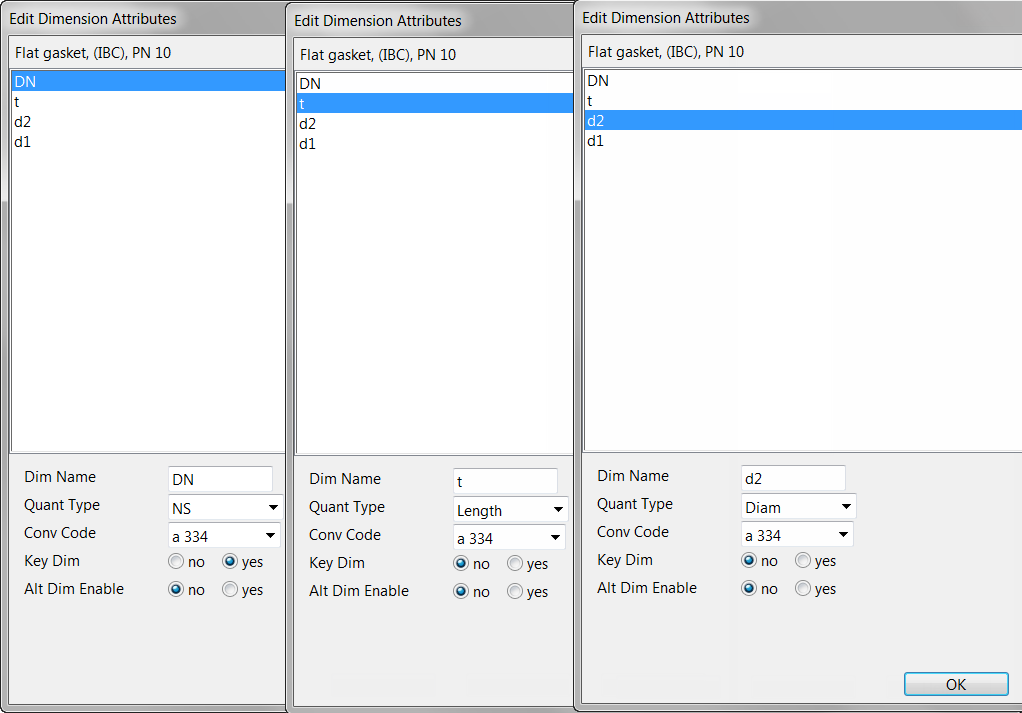 Edit Dimension Attributes
Flat gasket, (IBC), PN 10
DN
t
d2
d1
Dim Name DN
Quant Type NS
Conv Code a 334
Key Dim no yes
Alt Dim Enable no yes
Edit Dimension Attributes
Flat gasket, (IBC), PN 10
DN
t
d2
d1
Dim Name t
Quant Type Length
Conv Code a 334
Key Dim no yes
Alt Dim Enable no yes
Edit Dimension Attributes
Flat gasket, (IBC), PN 10
DN
t
d2
d1
Dim Name d2
Quant Type Diam
Conv Code a 334
Key Dim no yes
Alt Dim Enable no yes
OK